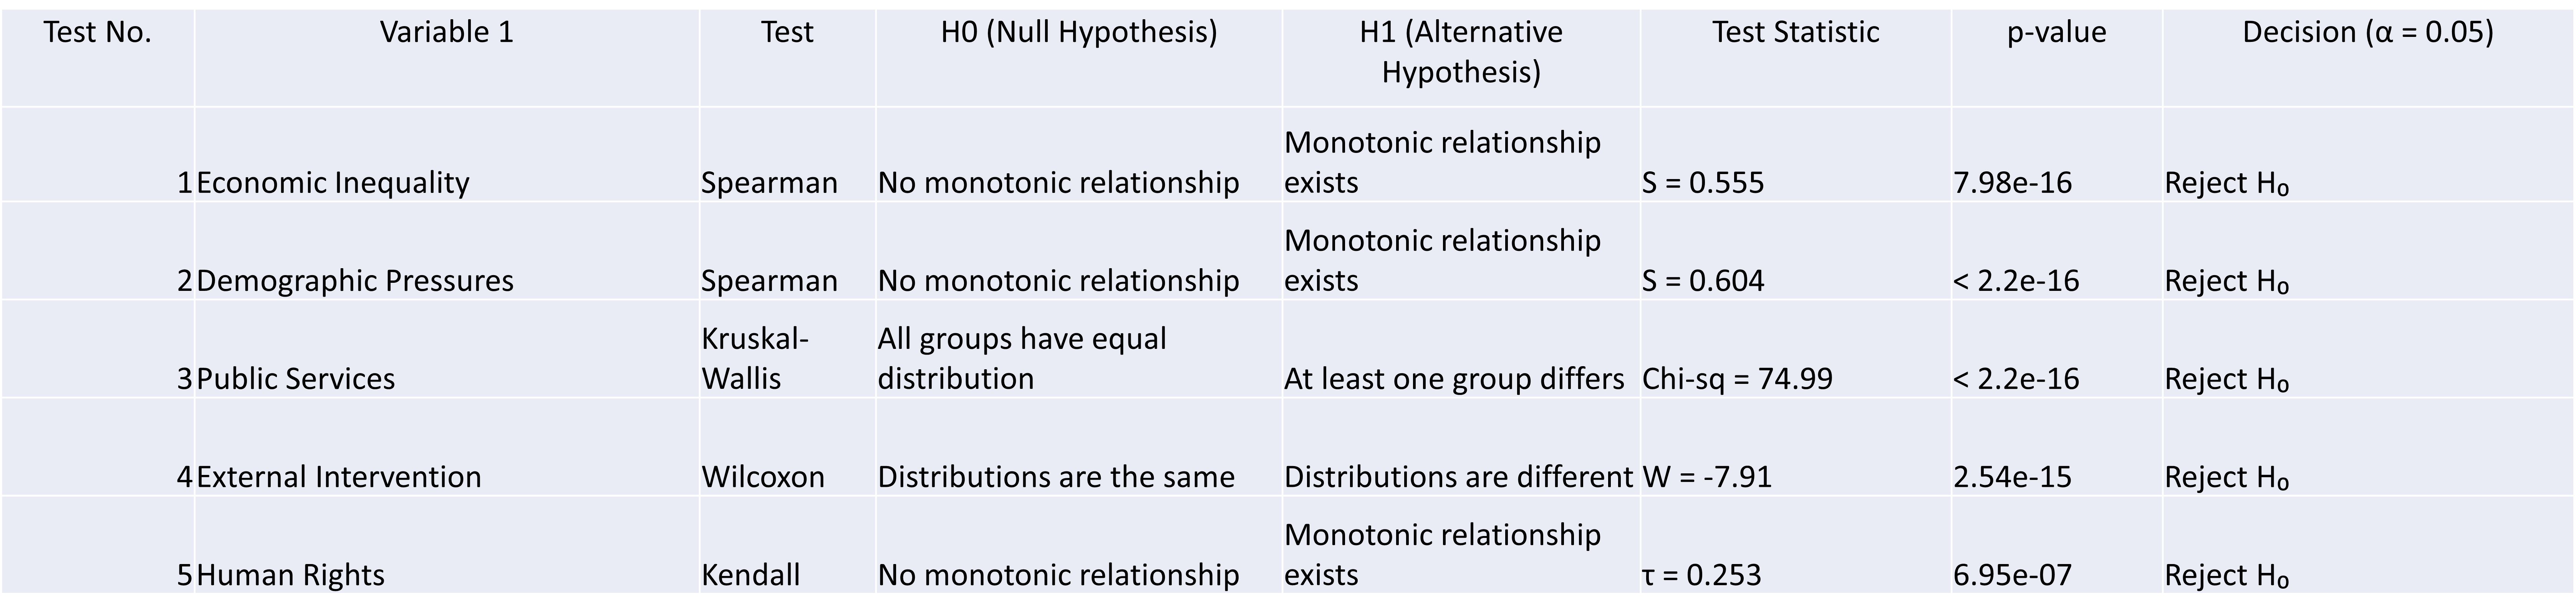 Test No. Variable 1 Test H0 (Null Hypothesis) H1 (Alternative Hypothesis) Test Statistic p-value Decision (α = 0.05)
1 Economic Inequality Spearman No monotonic relationship Monotonic relationship exists S = 0.555 7.98e-16 Reject H₀
2 Demographic Pressures Spearman No monotonic relationship Monotonic relationship exists S = 0.604 < 2.2e-16 Reject H₀
3 Public Services Kruskal-Wallis All groups have equal distribution At least one group differs Chi-sq = 74.99 < 2.2e-16 Reject H₀
4 External Intervention Wilcoxon Distributions are the same Distributions are different W = -7.91 2.54e-15 Reject H₀
5 Human Rights Kendall No monotonic relationship Monotonic relationship exists τ = 0.253 6.95e-07 Reject H₀